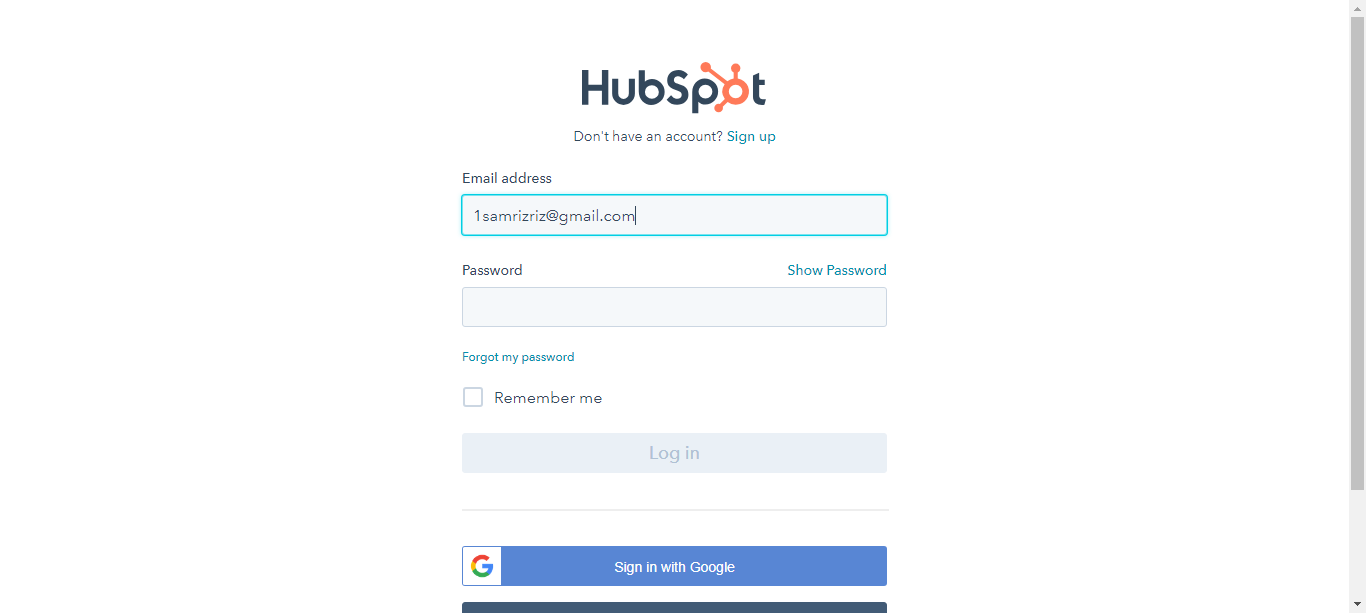 HubSpot
Don't have an account? Sign up
Email address
1samrizriz@gmail.com
Password Show Password
Forgot my password
Remember me
Log in
Sign in with Google